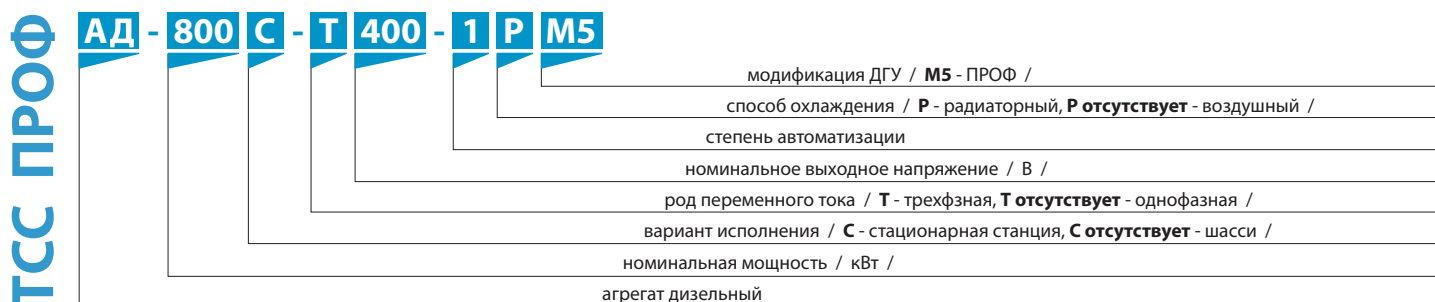 ТСС ПРОФ
АД - 800 С - Т 400 - 1 Р М5
модификация ДГУ / М5 - ПРОФ /
способ охлаждения / Р - радиаторный, Р отсутствует - воздушный /
степень автоматизации
номинальное выходное напряжение / В /
род переменного тока / Т - трехфзная, Т отсутствует - однофазная /
вариант исполнения / С - стационарная станция, С отсутствует - шасси /
номинальная мощность / кВт /
агрегат дизельный